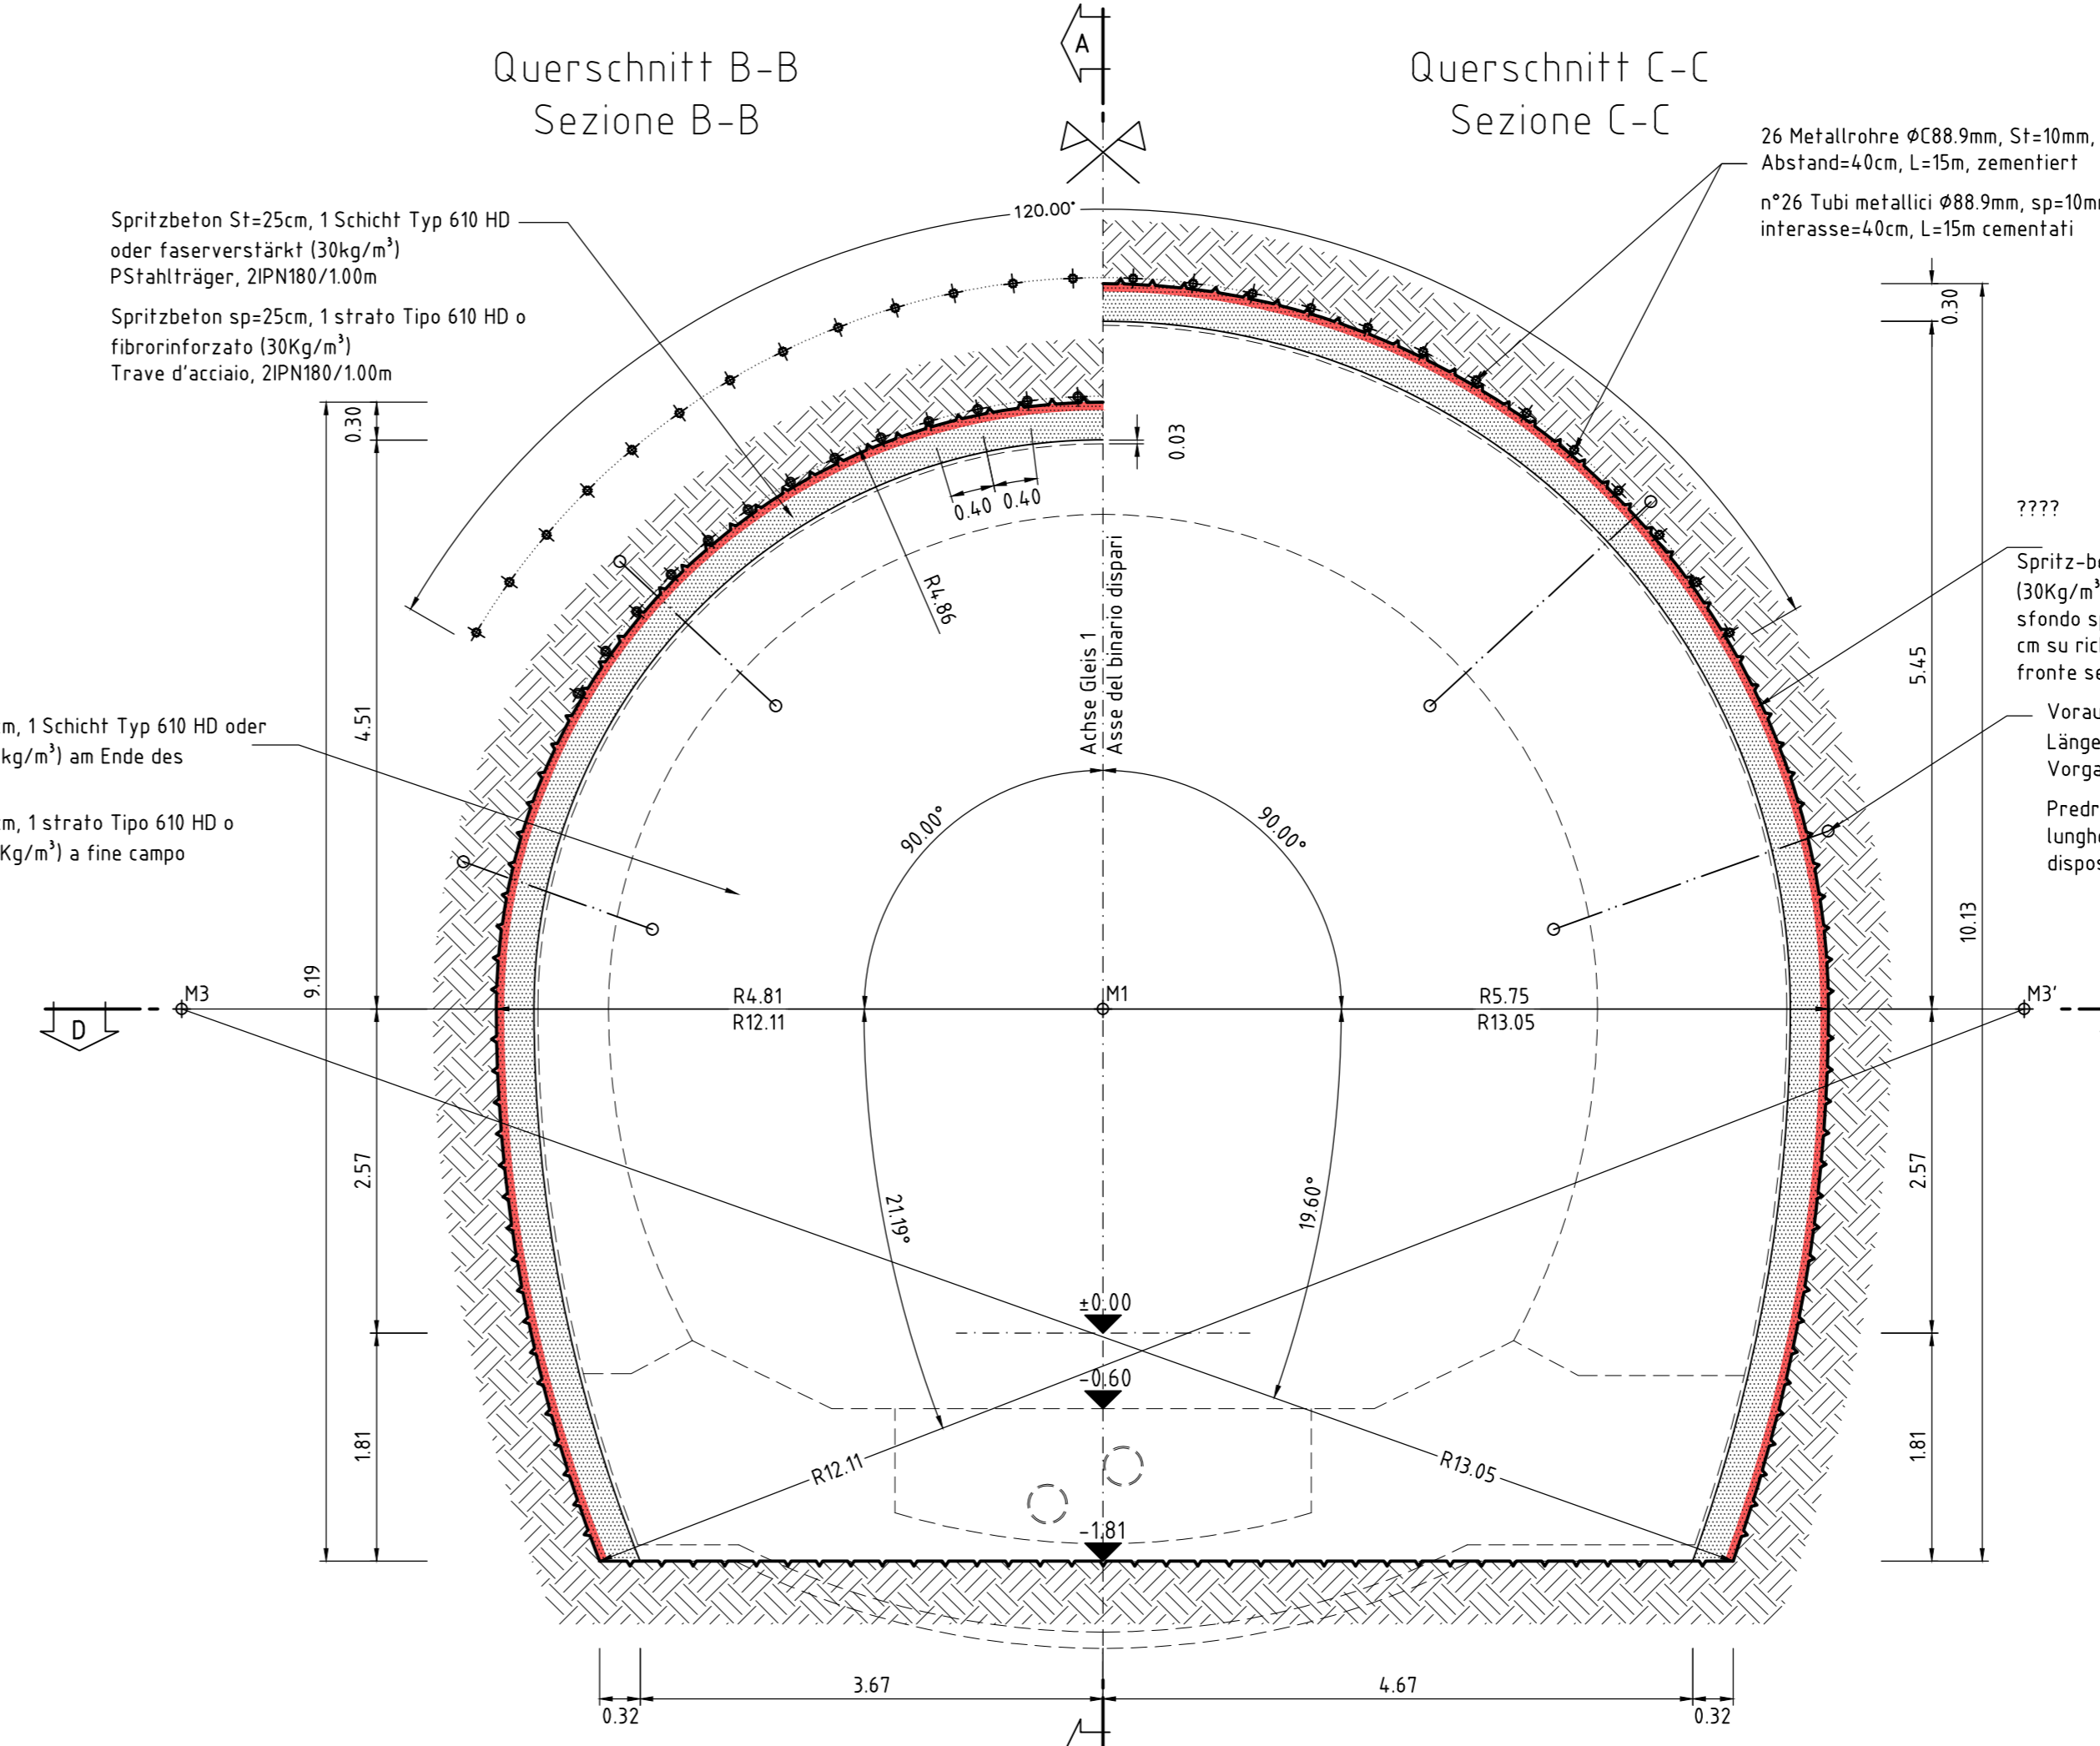 Querschnitt B-B
Sezione B-B
A
Querschnitt C-C
Sezione C-C
26 Metallrohre ØC88.9mm, St=10mm,
Abstand=40cm, L=15m, zementiert
n°26 Tubi metallici Ø88.9mm, sp=10mm
interasse=40cm, L=15m cementati
Spritzbeton St=25cm, 1 Schicht Typ 610 HD
oder faserverstärkt (30kg/m³)
PStahlträger, 2IPN180/1.00m
Spritzbeton sp=25cm, 1 strato Tipo 610 HD o
fibrorinforzato (30Kg/m³)
Trave d'acciaio, 2IPN180/1.00m
120.00°
0.30
0.30
0.03
0.40 0.40
R4.86
Achse Gleis 1
Asse del binario dispari
????
(30Kg/m³
sfondo
cm su
fronte
5.45
4.51
1 Schicht Typ 610 HD oder
kg/m³) am Ende des
1 strato Tipo 610 HD o
Kg/m³) a fine campo
Länge
90.00°
90.00°
9.19
10.13
M3
R4.81
R12.11
M1
R5.75
R13.05
M3'
D
2.57
2.57
21.19°
19.60°
±0.00
-0.60
1.81
1.81
R12.11
R13.05
-1.81
3.67
4.67
0.32
0.32